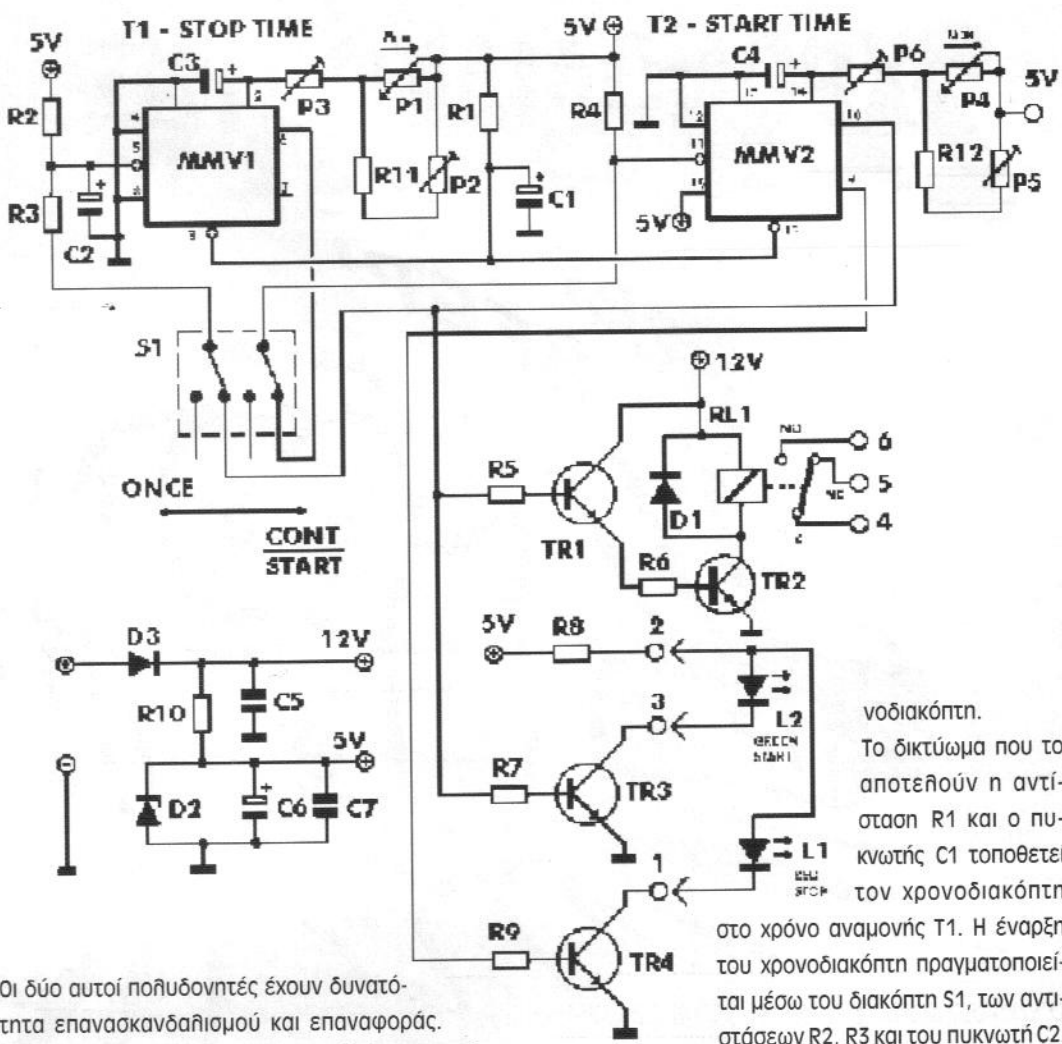 T1 - STOP TIME
T2 - START TIME
5V
C3
+
5V
C4
+
P6
5V
R2
P3
P1
R1
R4
P4
MMV1
MMV2
R11
P2
R12
P5
R3
C2
+
C1
+
5V
S1
12V
RL1
6
R5
5
D1
4
ONCE
CONT
START
TR1
R6
TR2
5V
R8
2
D3
12V
C5
R10
3
L2
GREEN
START
5V
R7
TR3
D2
C6
C7
+
1
L1
STOP
R9
TR4
νοδιακόπτη.
Το δικτύωμα που το
αποτελούν η αντί-
σταση R1 και ο πυ-
κνωτής C1 τοποθετεί
τον χρονοδιακόπτη
στο χρόνο αναμονής T1. Η έναρξη
του χρονοδιακόπτη πραγματοποιεί-
ται μέσω του διακόπτη S1, των αντι-
στάσεων R2, R3 και του πυκνωτή C2
Οι δύο αυτοί πολυδονητές έχουν δυνατό-
τητα επανασκανδαλισμού και επαναφοράς.